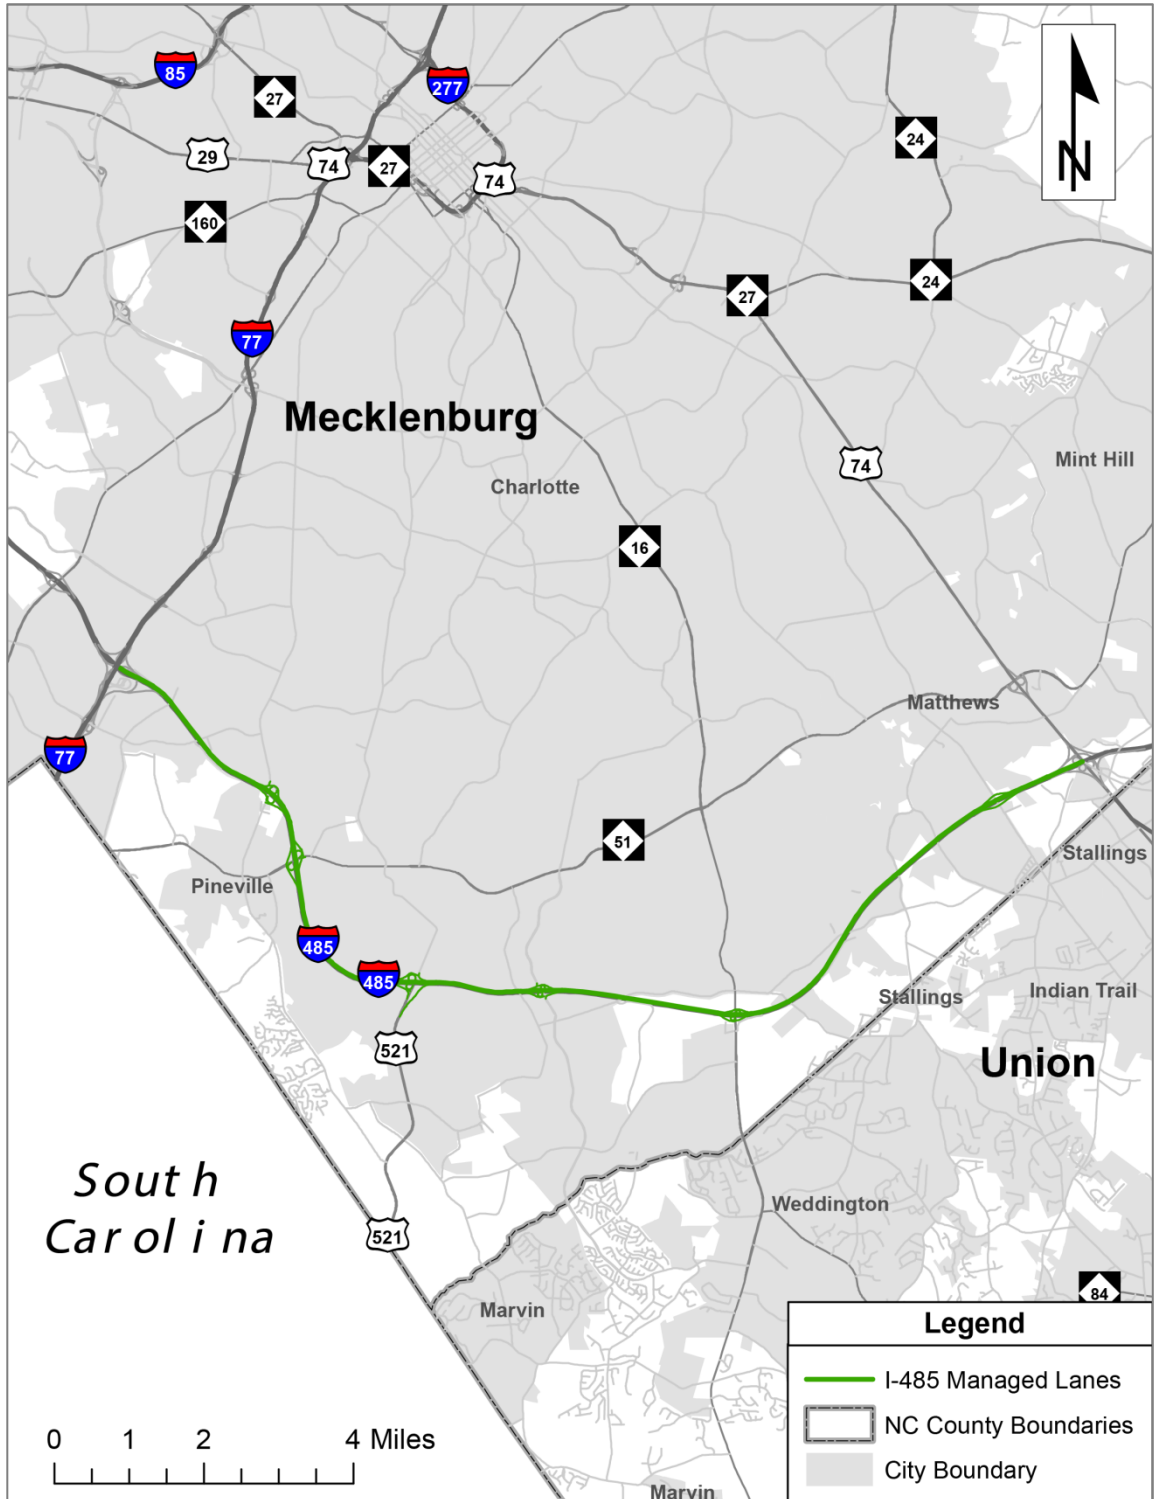 85
277
27
29
74
27
74
24
N
160
24
27
77
Mecklenburg
74
Mint Hill
Charlotte
16
Matthews
77
51
Stallings
Pineville
485
485
Stallings
Indian Trail
521
Union
South
Carolina
Weddington
521
84
Marvin
Legend
I-485 Managed Lanes
NC County Boundaries
City Boundary
0 1 2 4 Miles
Marvin